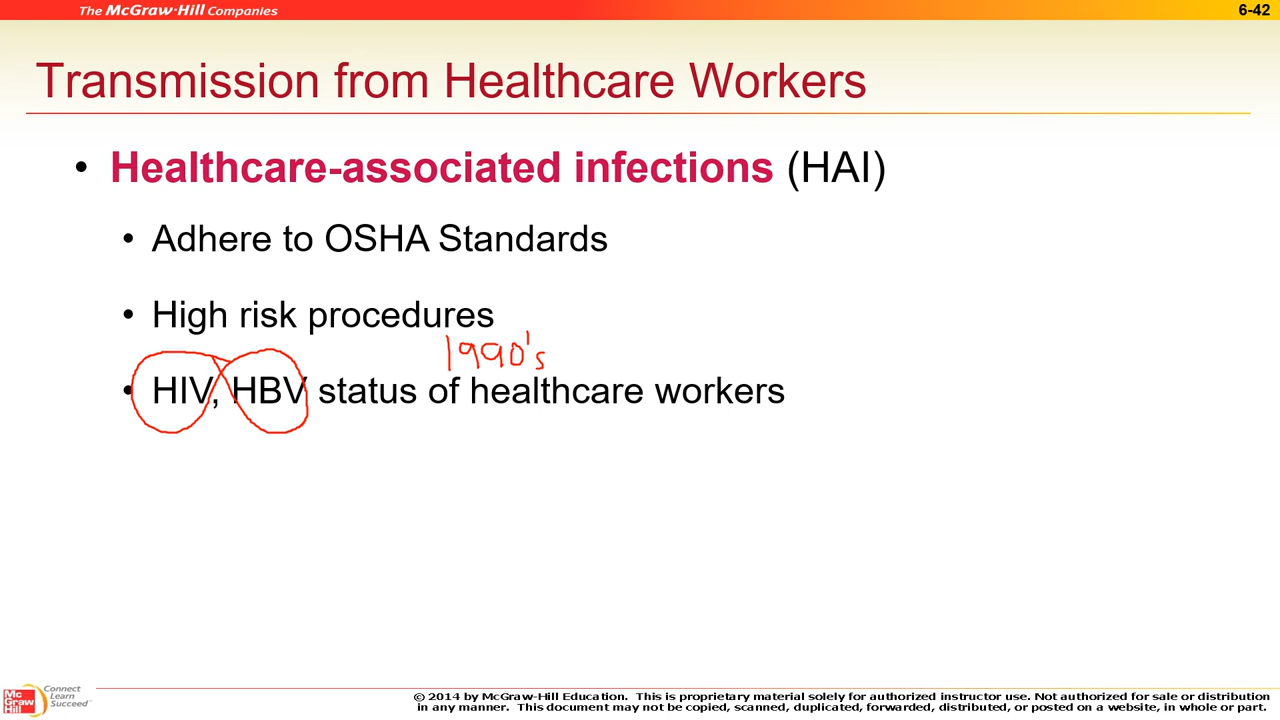 The McGraw-Hill Companies
6-42
Transmission from Healthcare Workers
• Healthcare-associated infections (HAI)
• Adhere to OSHA Standards
• High risk procedures
1990's
• HIV, HBV status of healthcare workers
Mc
Graw
Hill
Connect
Learn
Succeed™
© 2014 by McGraw-Hill Education. This is proprietary material solely for authorized instructor use. Not authorized for sale or distribution
in any manner. This document may not be copied, scanned, duplicated, forwarded, distributed, or posted on a website, in whole or part.